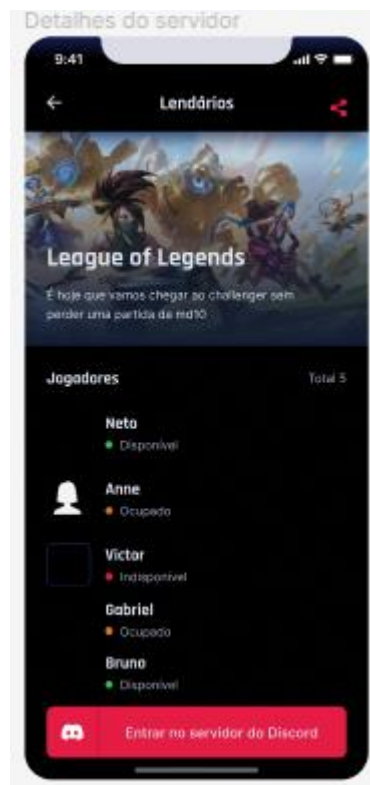 Detalhes do servidor
9:41
Lendários
League of Legends
É hoje que vamos chegar ao challenger sem
perder uma partida da md10
Jogadores
Total 5
Neto
Disponível
Anne
Ocupado
Victor
Indisponível
Gabriel
Ocupado
Bruno
Disponível
Entrar no servidor do Discord